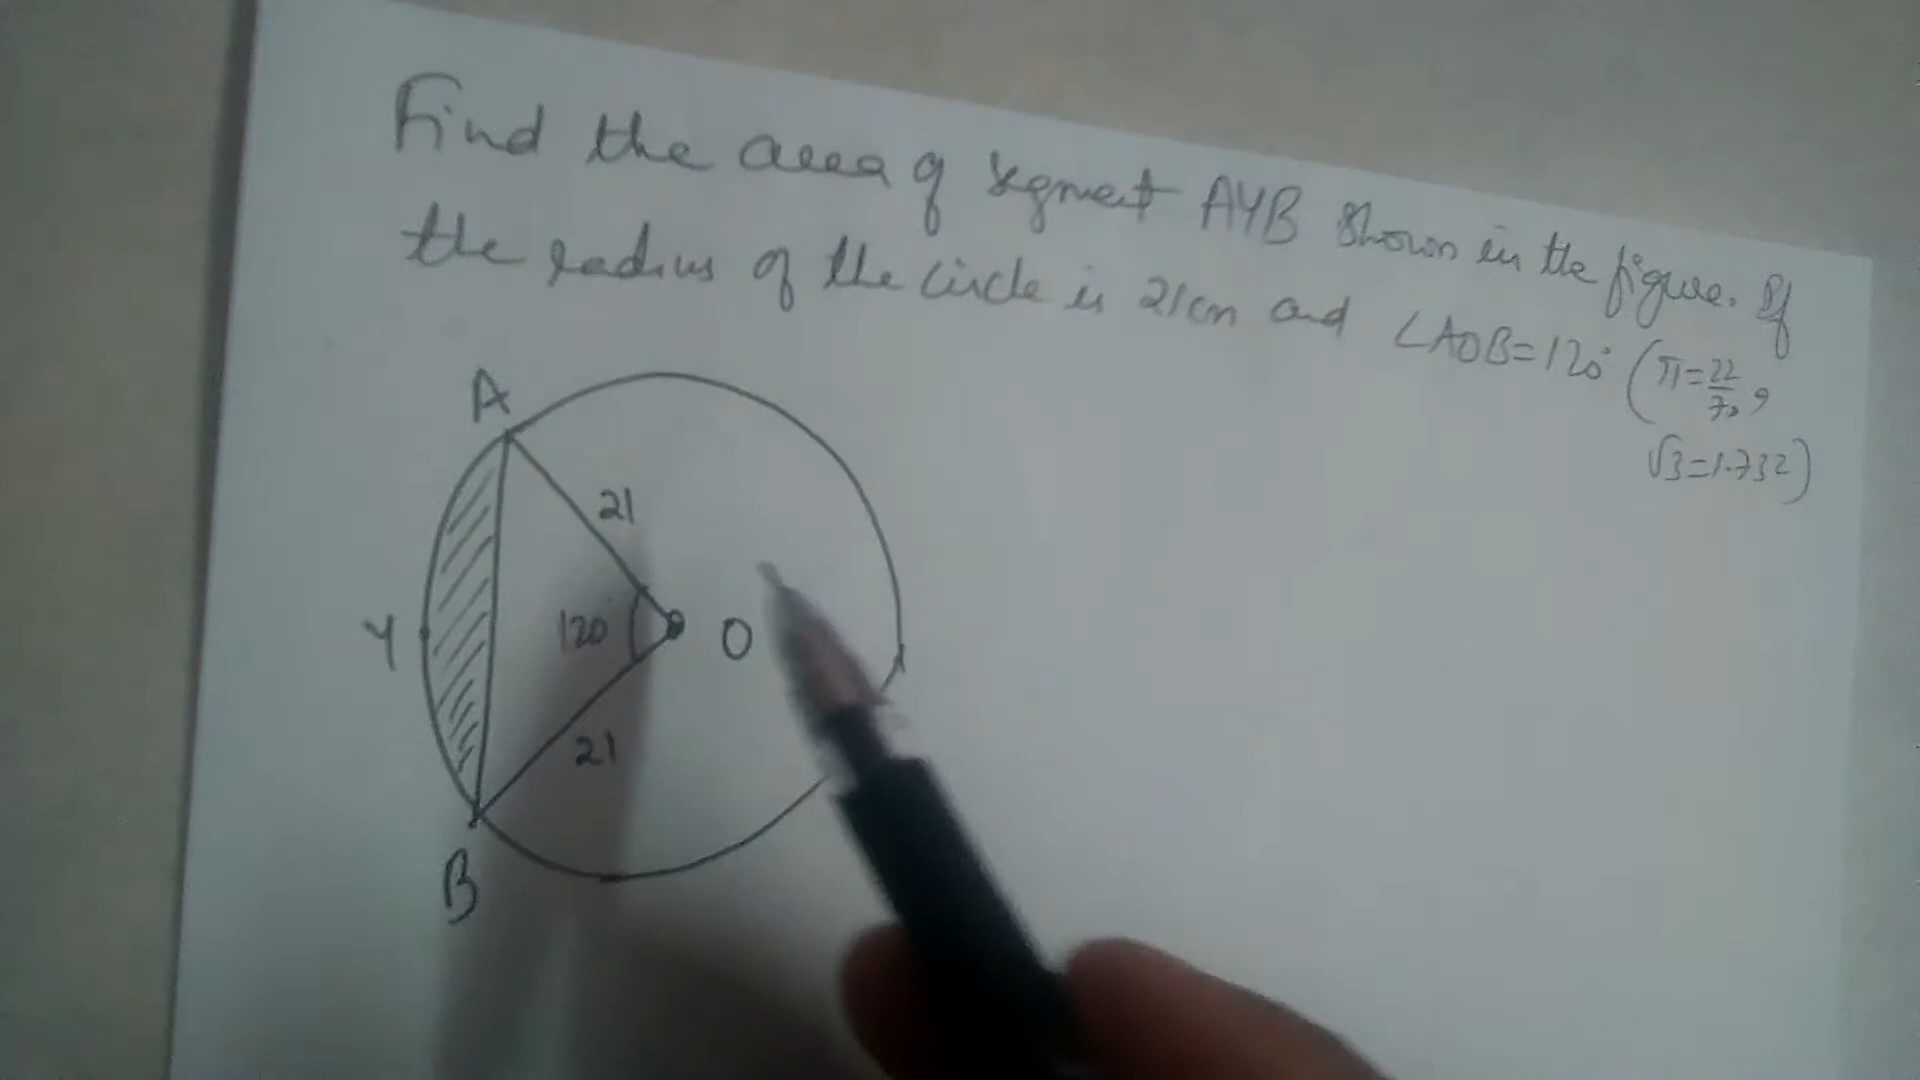 Find the area of segment AYB shown in the figure. If
the radius of the circle is 21cm and ∠AOB=120° (π=22/7,
√3=1.732)
A
21
120
Y
O
21
B